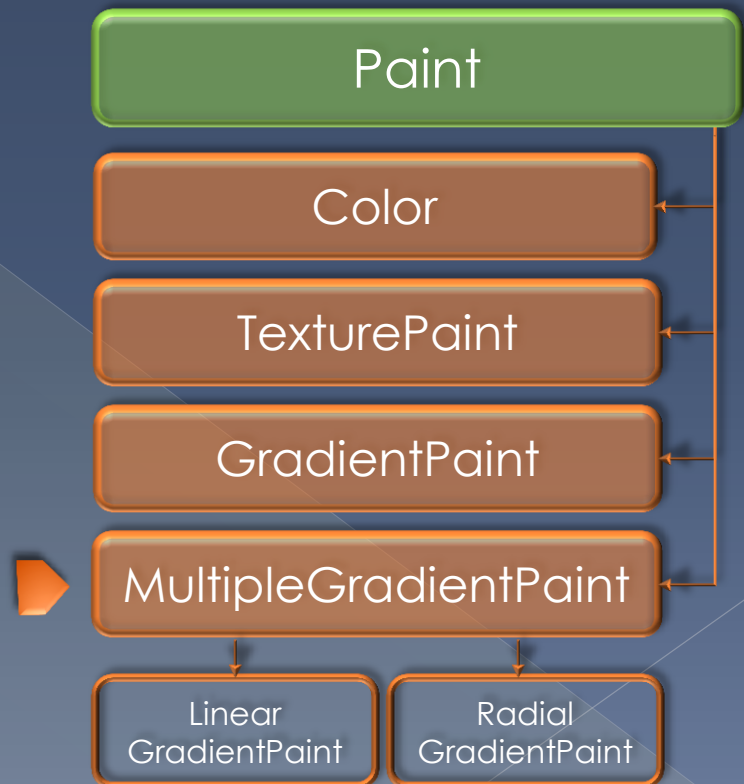 Paint
Color
TexturePaint
GradientPaint
MultipleGradientPaint
Linear
GradientPaint
Radial
GradientPaint